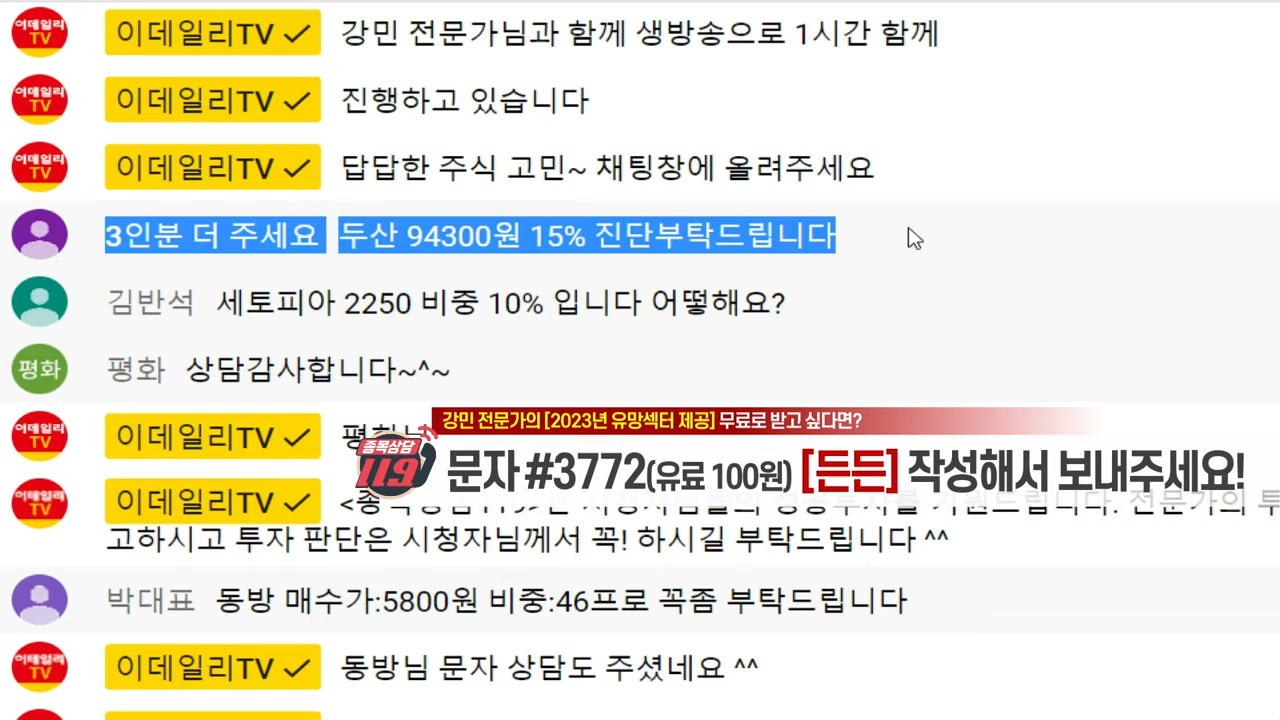 이데일리TV 이데일리TV ✓ 강민 전문가님과 함께 생방송으로 1시간 함께
이데일리TV 이데일리TV ✓ 진행하고 있습니다
이데일리TV 이데일리TV ✓ 답답한 주식 고민~ 채팅창에 올려주세요
3인분 더 주세요 두산 94300원 15% 진단부탁드립니다
김반석 세토피아 2250 비중 10% 입니다 어떻해요?
평화 평화 상담감사합니다~^~
강민 전문가의 [2023년 유망섹터 제공] 무료로 받고 싶다면?
이데일리TV 이데일리TV ✓
종목상담 119 문자 #3772(유료 100원) [든든] 작성해서 보내주세요!
이데일리TV 이데일리TV ✓
고하시고 투자 판단은 시청자님께서 꼭! 하시길 부탁드립니다 ^^
박대표 동방 매수가:5800원 비중:46프로 꼭좀 부탁드립니다
이데일리TV 이데일리TV ✓ 동방님 문자 상담도 주셨네요 ^^